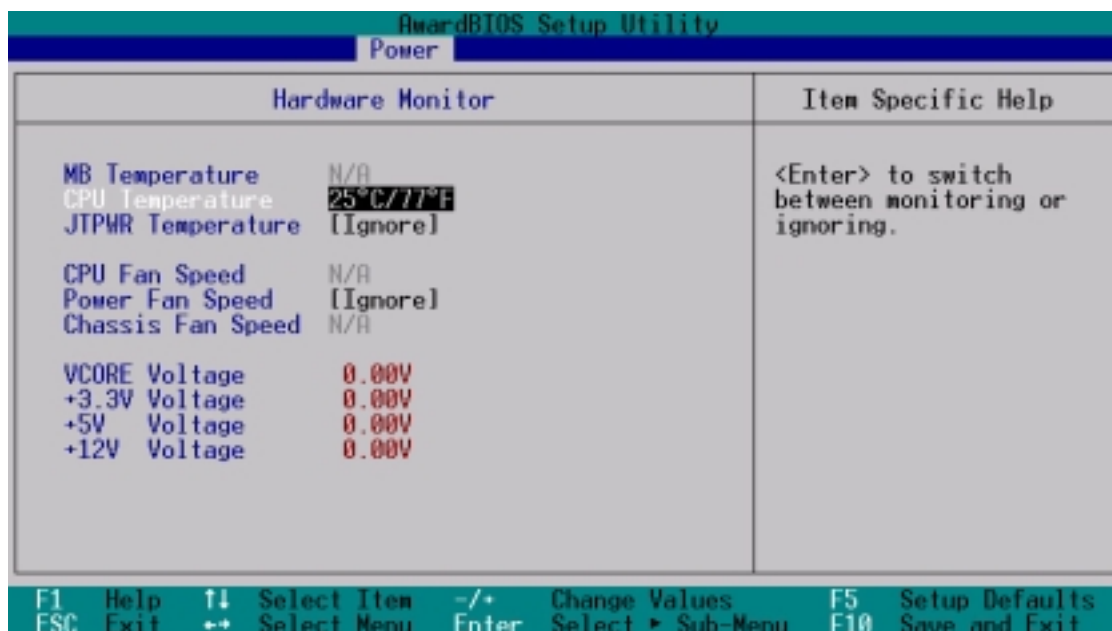 AwardBIOS Setup Utility
Power
Hardware Monitor
Item Specific Help
MB Temperature N/A
CPU Temperature 25°C/77°F
JTPWR Temperature [Ignore]
CPU Fan Speed N/A
Power Fan Speed [Ignore]
Chassis Fan Speed N/A
VCORE Voltage 0.00V
+3.3V Voltage 0.00V
+5V Voltage 0.00V
+12V Voltage 0.00V
<Enter> to switch
between monitoring or
ignoring.
F1 Help ↑↓ Select Item -/+ Change Values F5 Setup Defaults
ESC Exit ←→ Select Menu Enter Select ► Sub-Menu F10 Save and Exit